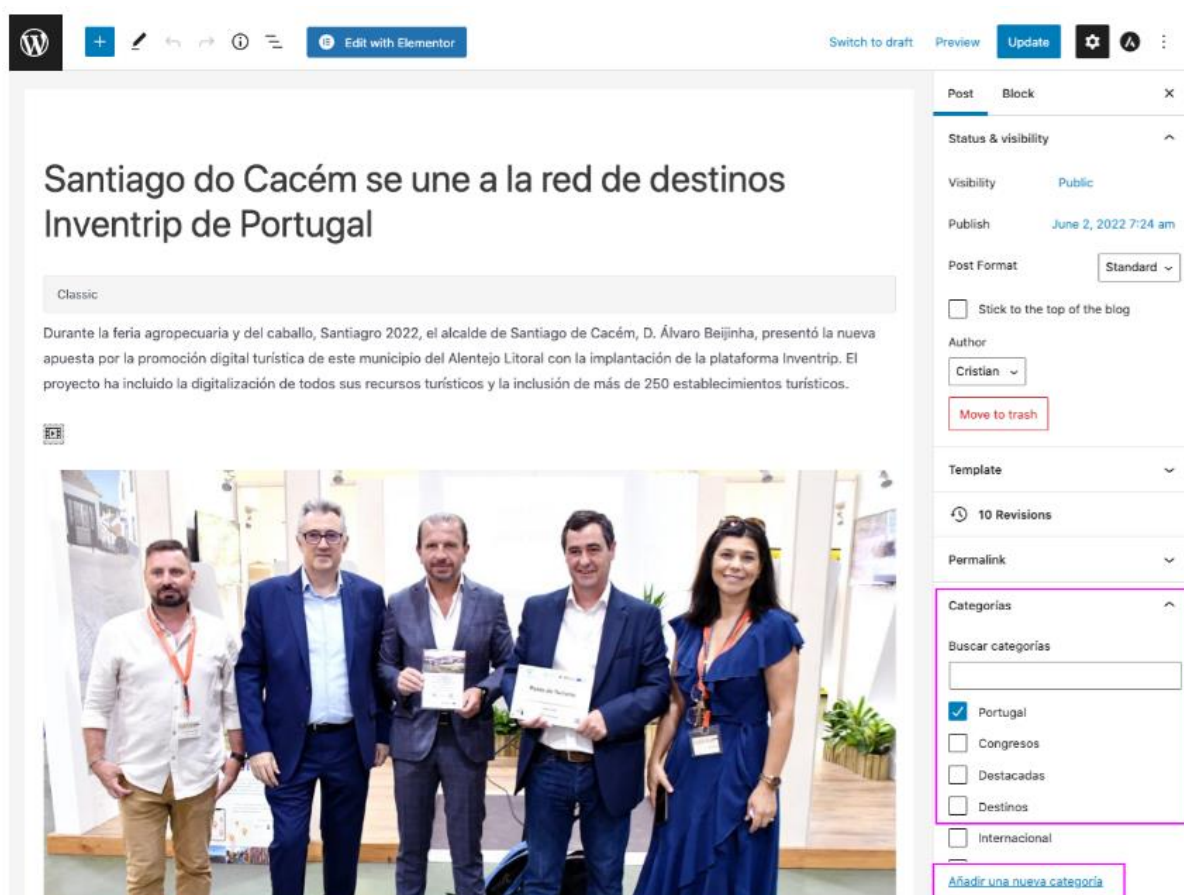 Edit with Elementor
Switch to draft
Preview
Update
Post
Block
Status & visibility
Visibility
Public
Publish
June 2, 2022 7:24 am
Post Format
Standard
Stick to the top of the blog
Author
Cristian
Move to trash
Template
10 Revisions
Permalink
Categorías
Buscar categorías
Portugal
Congresos
Destacadas
Destinos
Internacional
Añadir una nueva categoría
Santiago do Cacém se une a la red de destinos
Inventrip de Portugal
Classic
Durante la feria agropecuaria y del caballo, Santiagro 2022, el alcalde de Santiago de Cacém, D. Álvaro Beijinha, presentó la nueva
apuesta por la promoción digital turística de este municipio del Alentejo Litoral con la implantación de la plataforma Inventrip. El
proyecto ha incluido la digitalización de todos sus recursos turísticos y la inclusión de más de 250 establecimientos turísticos.